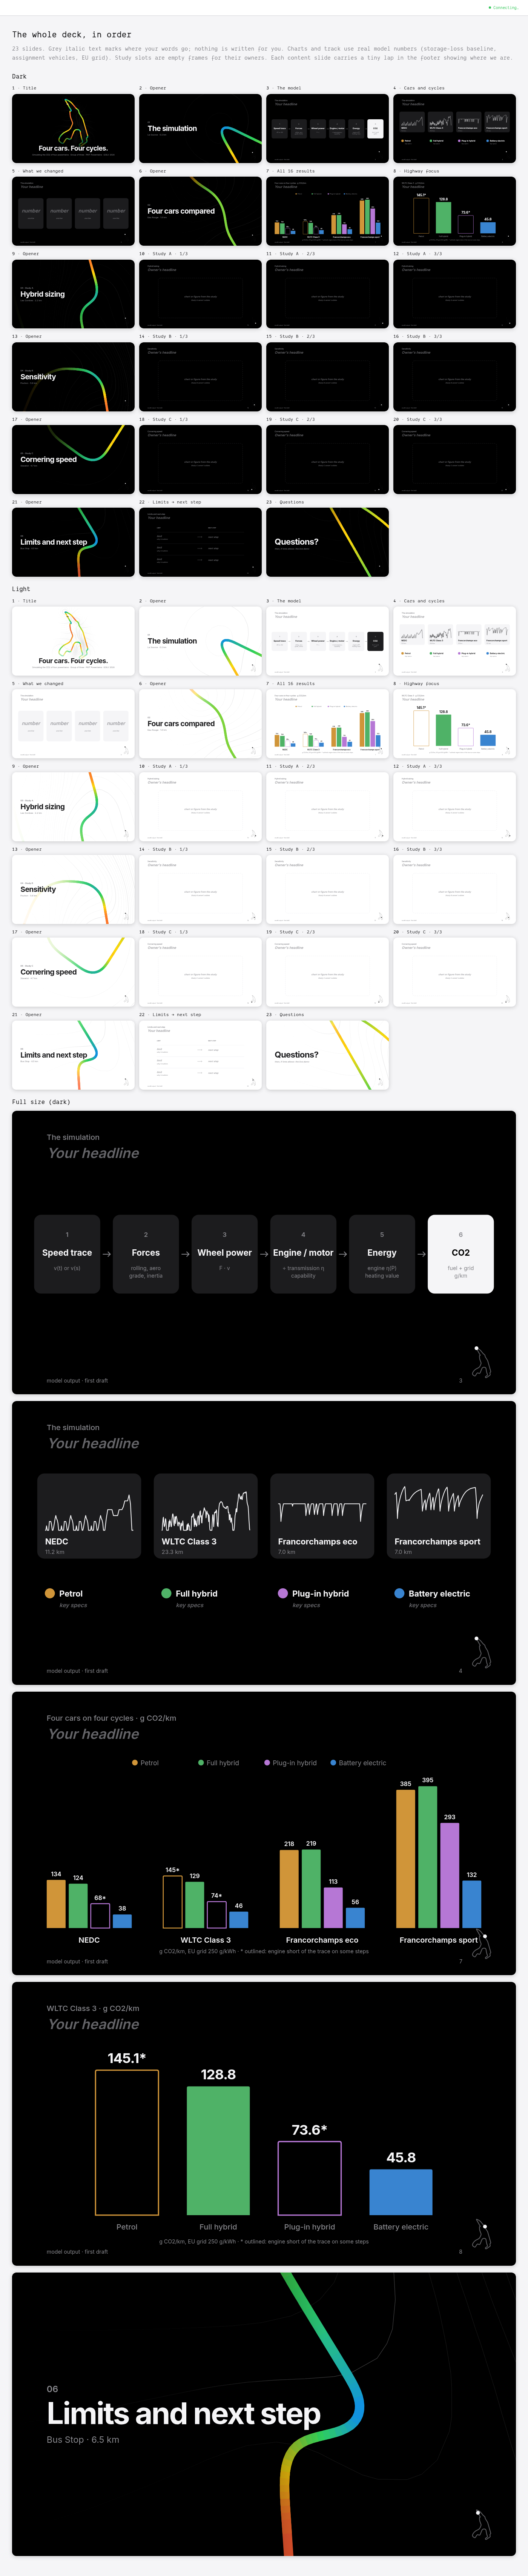 Connecting
The whole deck, in order
23 slides. Grey italic text marks where your words go; nothing is written for you. Charts and track use real model numbers (storage-loss baseline,
assignment vehicles, EU grid). Study slots are empty frames for their owners. Each content slide carries a tiny lap in the footer showing where we are.
Dark
1 · Title
2 · Opener
3 · The model
4 · Cars and cycles
Four cars. Four cycles.
The simulation
5 · What we changed
6 · Opener
7 · All 16 results
8 · Highway focus
number
number
number
number
Four cars compared
9 · Opener
10 · Study A · 1/3
11 · Study A · 2/3
12 · Study A · 3/3
Hybrid sizing
13 · Opener
14 · Study B · 1/3
15 · Study B · 2/3
16 · Study B · 3/3
Sensitivity
17 · Opener
18 · Study C · 1/3
19 · Study C · 2/3
20 · Study C · 3/3
Cornering speed
21 · Opener
22 · Limits + next step
23 · Questions
Limits and next step
Questions?
Light
1 · Title
2 · Opener
3 · The model
4 · Cars and cycles
Four cars. Four cycles.
The simulation
5 · What we changed
6 · Opener
7 · All 16 results
8 · Highway focus
number
number
number
number
Four cars compared
9 · Opener
10 · Study A · 1/3
11 · Study A · 2/3
12 · Study A · 3/3
Hybrid sizing
13 · Opener
14 · Study B · 1/3
15 · Study B · 2/3
16 · Study B · 3/3
Sensitivity
17 · Opener
18 · Study C · 1/3
19 · Study C · 2/3
20 · Study C · 3/3
Cornering speed
21 · Opener
22 · Limits + next step
23 · Questions
Limits and next step
Questions?
Full size (dark)
The simulation
Your headline
1
Speed trace
v(t) or v(s)
2
Forces
rolling, aero
grade, inertia
3
Wheel power
F · v
4
Engine / motor
÷ transmission η
capability
5
Energy
engine η(P)
heating value
6
CO2
fuel + grid
g/km
model output · first draft
3
The simulation
Your headline
NEDC
11.2 km
WLTC Class 3
23.3 km
Francorchamps eco
7.0 km
Francorchamps sport
7.0 km
Petrol
key specs
Full hybrid
key specs
Plug-in hybrid
key specs
Battery electric
key specs
model output · first draft
4
Four cars on four cycles · g CO2/km
Your headline
Petrol
Full hybrid
Plug-in hybrid
Battery electric
134
124
68*
38
145*
129
74*
46
218
219
113
56
385
395
293
132
NEDC
WLTC Class 3
Francorchamps eco
Francorchamps sport
g CO2/km, EU grid 250 g/kWh · * outlined: engine short of the trace on some steps
model output · first draft
7
WLTC Class 3 · g CO2/km
Your headline
145.1*
128.8
73.6*
45.8
Petrol
Full hybrid
Plug-in hybrid
Battery electric
g CO2/km, EU grid 250 g/kWh · * outlined: engine short of the trace on some steps
model output · first draft
8
06
Limits and next step
Bus Stop · 6.5 km